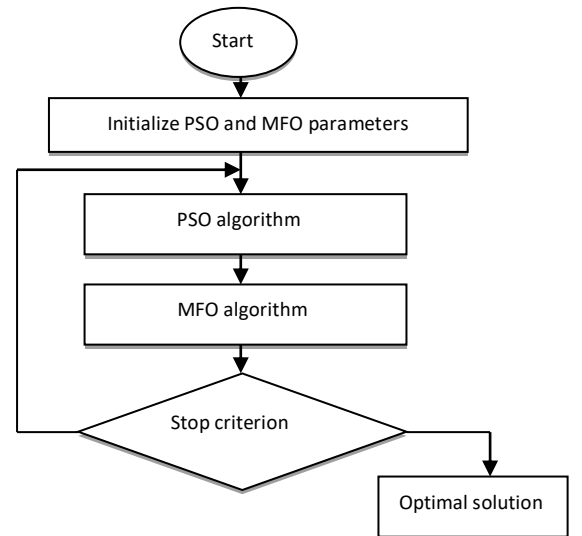 Start
Initialize PSO and MFO parameters
PSO algorithm
MFO algorithm
Stop criterion
Optimal solution